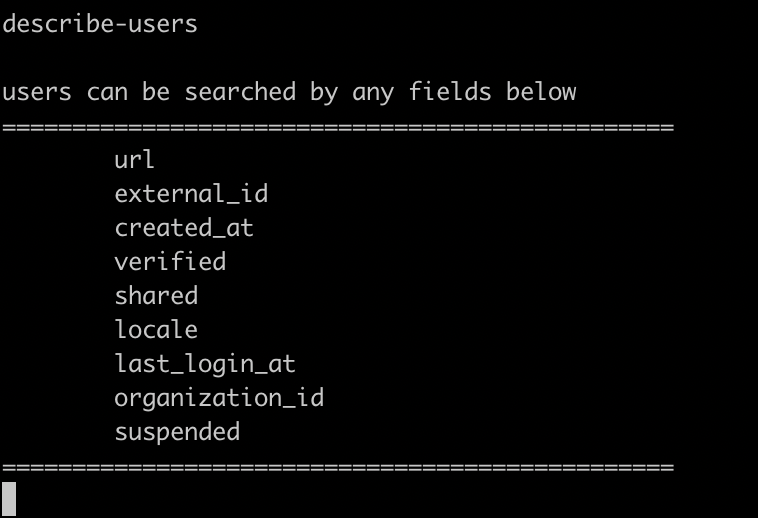 describe-users
users can be searched by any fields below
================================================
url
external_id
created_at
verified
shared
locale
last_login_at
organization_id
suspended
================================================